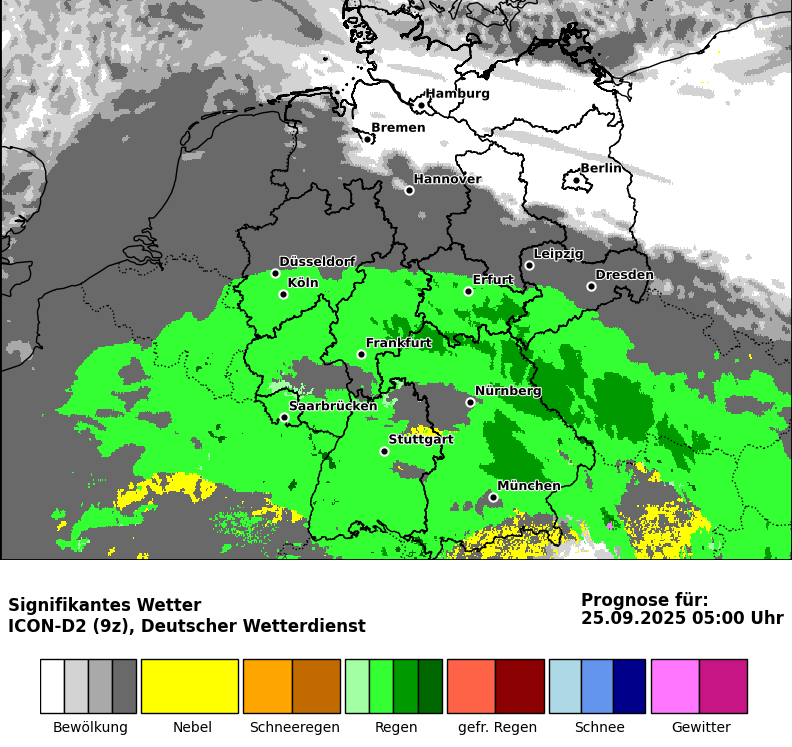 Hamburg
Bremen
Berlin
Hannover
Leipzig
Düsseldorf
Dresden
Köln
Erfurt
Frankfurt
Nürnberg
Saarbrücken
Stuttgart
München
Signifikantes Wetter
ICON-D2 (9z), Deutscher Wetterdienst
Prognose für:
25.09.2025 05:00 Uhr
Bewölkung
Nebel
Schneeregen
Regen
gefr. Regen
Schnee
Gewitter